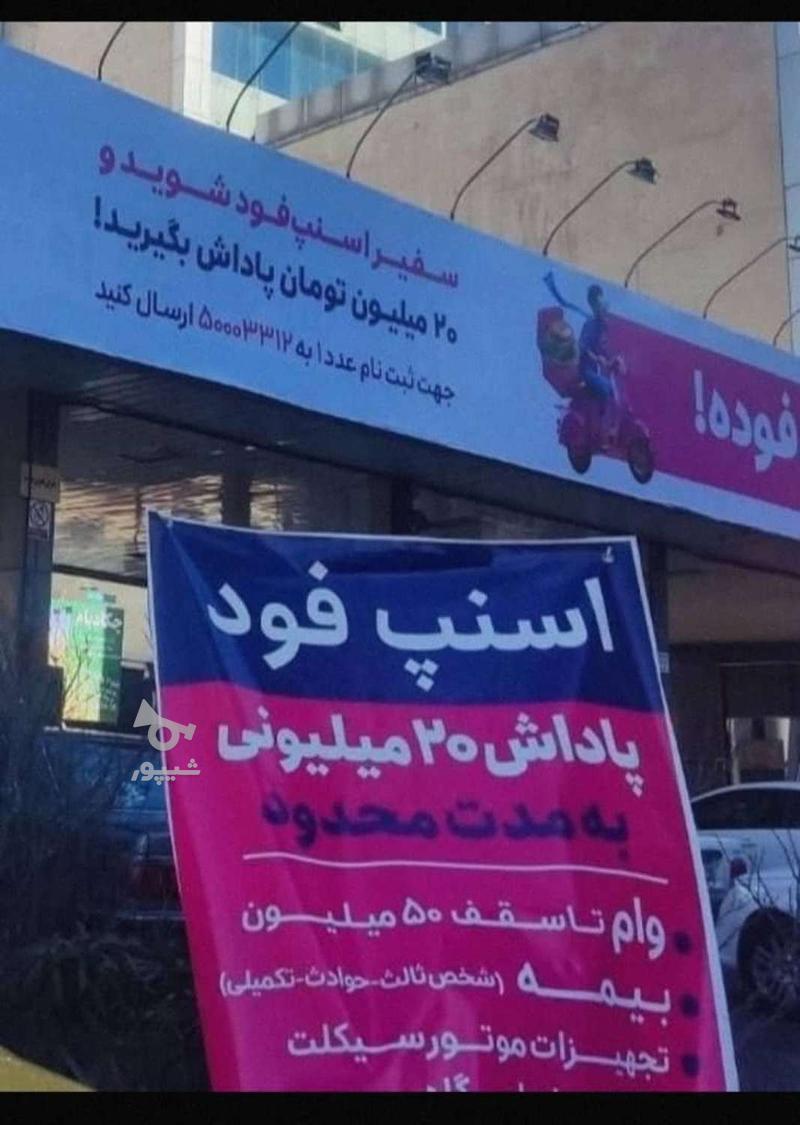 سفیر اسنپ‌فود شوید و
۲۰ میلیون تومان پاداش بگیرید!
جهت ثبت نام عدد ۱ به ۵۰۰۰۳۳۱۲ ارسال کنید
فوده!
اسنپ فود
پاداش ۲۰ میلیونی
به مدت محدود
وام تا سقف ۵۰ میلیون
بیمه (شخص ثالث-حوادث-تکمیلی)
تجهیزات موتورسیکلت
شیپور